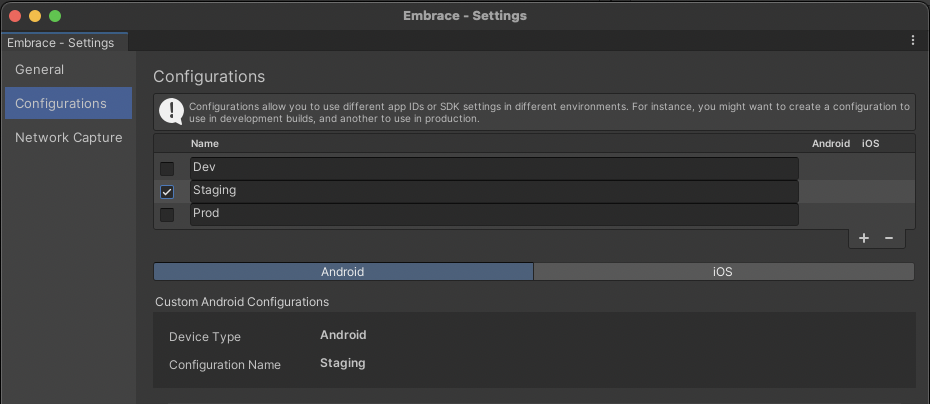 Embrace - Settings
Embrace - Settings
General
Configurations
Network Capture
Configurations
Configurations allow you to use different app IDs or SDK settings in different environments. For instance, you might want to create a configuration to
use in development builds, and another to use in production.
Name Android iOS
Dev
Staging
Prod
+ −
Android iOS
Custom Android Configurations
Device Type Android
Configuration Name Staging